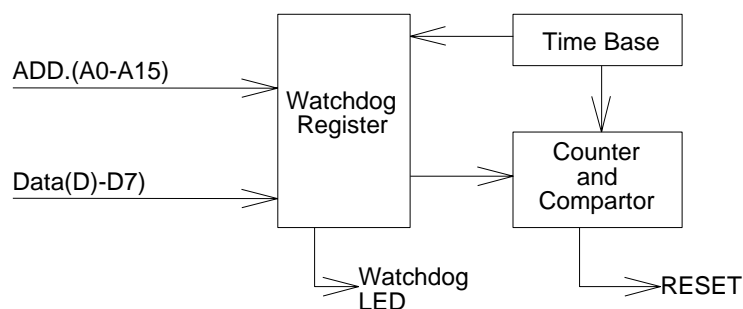 Time Base
ADD.(A0-A15)
Watchdog
Register
Data(D)-D7)
Counter
and
Compartor
Watchdog
LED
RESET